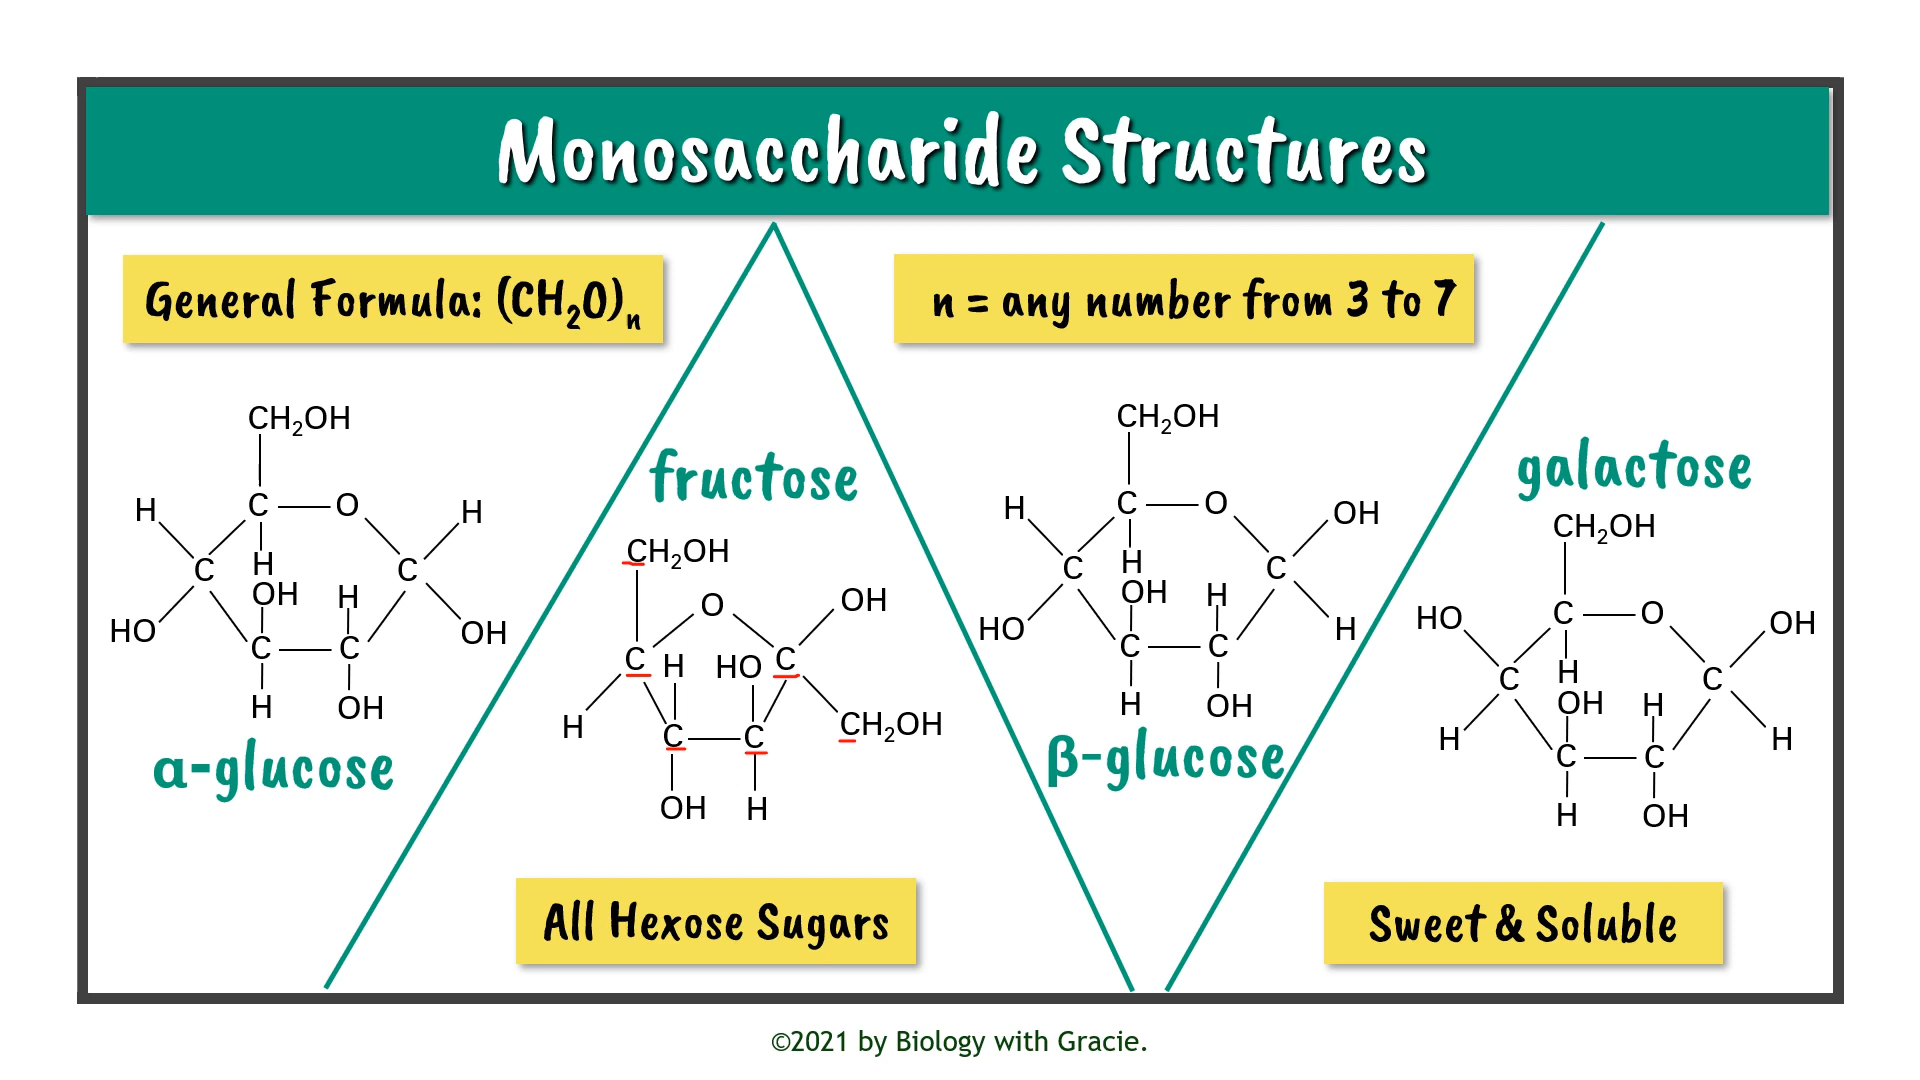 Monosaccharide Structures
General Formula: (CH₂O)ₙ
n = any number from 3 to 7
CH₂OH
H C O H
H
C C
OH H
HO OH
C C
H OH
α-glucose
fructose
CH₂OH
O OH
C H HO C
H C C CH₂OH
OH H
All Hexose Sugars
CH₂OH
H C O OH
H
C C
OH H
HO H
C C
H OH
β-glucose
galactose
CH₂OH
HO C O OH
H
C C
OH H
H H
C C
H OH
Sweet & Soluble
©2021 by Biology with Gracie.